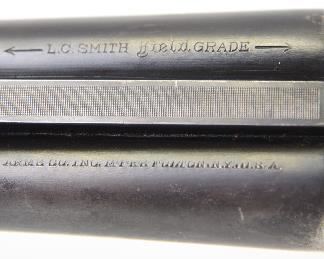 L.C. SMITH field GRADE
ARMS CO. INC. M'F'R'S FULTON, N.Y., U.S.A.